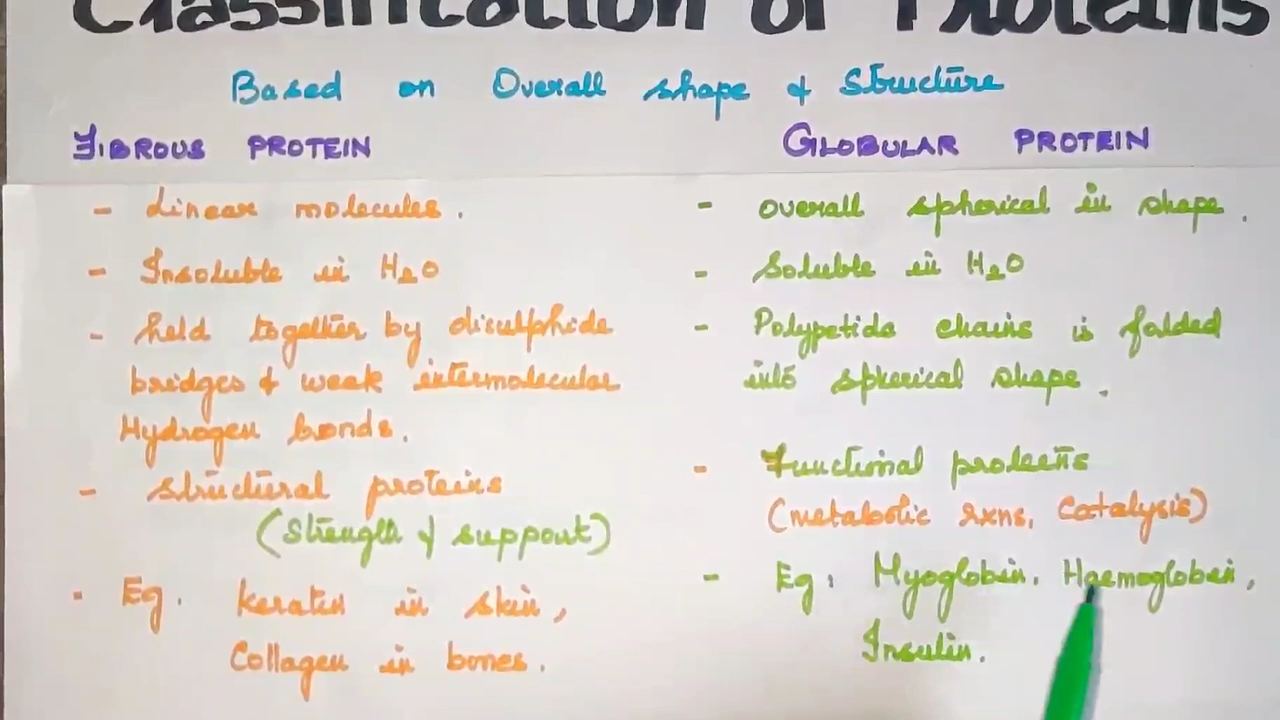 Classification of Proteins
Based on Overall shape & Structure
FIBROUS PROTEIN
- Linear molecules.
- Insoluble in H2O
- held together by disulphide
bridges & weak intermolecular
Hydrogen bonds.
- structural proteins
(Strength & support)
- Eg. keratin in skin,
Collagen in bones.
GLOBULAR PROTEIN
- overall spherical in shape.
- Soluble in H2O
- Polypetide chains is folded
into spherical shape.
- Functional proteins
(metabolic rxns, Catalysis)
- Eg: Myoglobin, Haemoglobin,
Insulin.